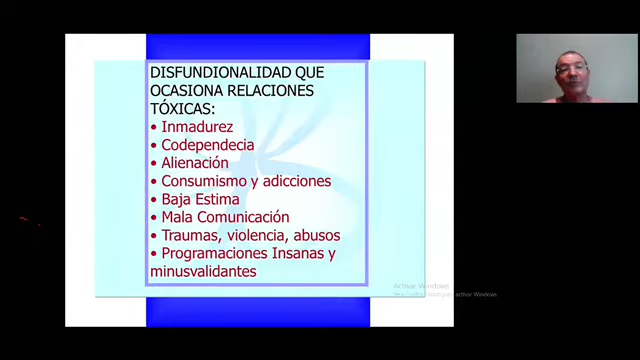 DISFUNDIONALIDAD QUE
OCASIONA RELACIONES
TÓXICAS:
• Inmadurez
• Codependecia
• Alienación
• Consumismo y adicciones
• Baja Estima
• Mala Comunicación
• Traumas, violencia, abusos
• Programaciones Insanas y
minusvalidantes
Activar Windows